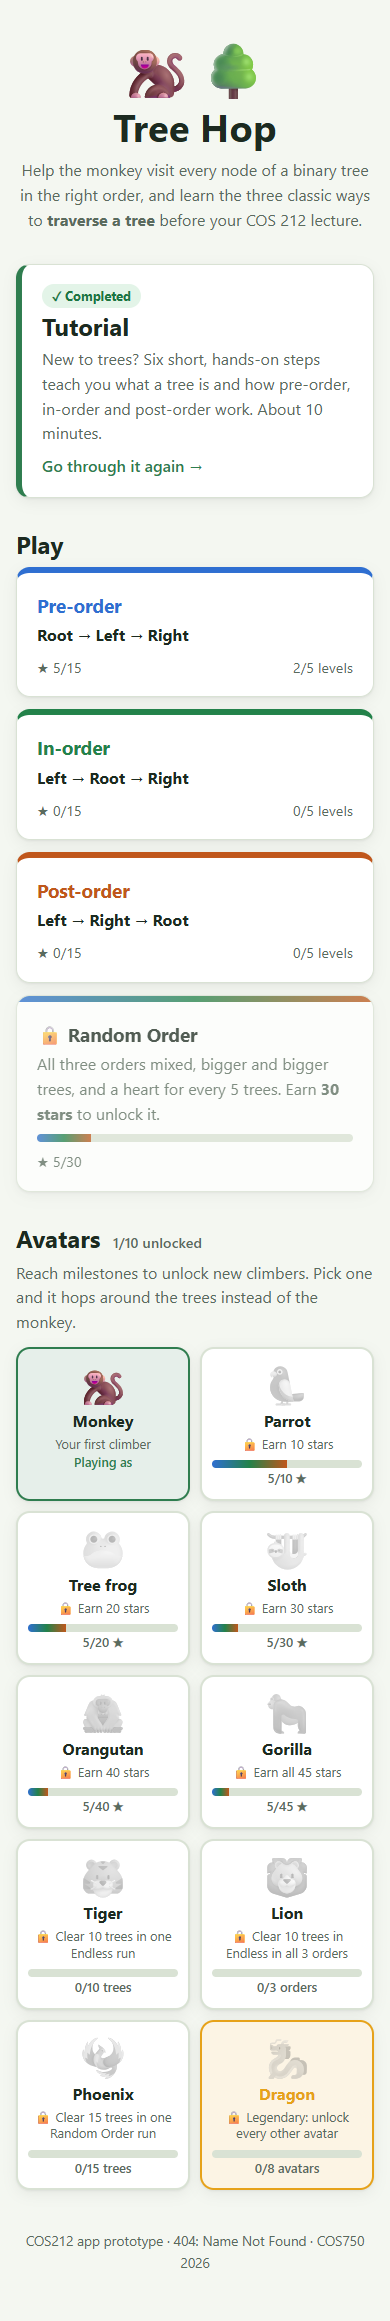 Tree Hop
Help the monkey visit every node of a binary tree
in the right order, and learn the three classic ways
to traverse a tree before your COS 212 lecture.
✓ Completed
Tutorial
New to trees? Six short, hands-on steps
teach you what a tree is and how pre-order,
in-order and post-order work. About 10
minutes.
Go through it again →
Play
Pre-order
Root → Left → Right
★ 5/15 2/5 levels
In-order
Left → Root → Right
★ 0/15 0/5 levels
Post-order
Left → Right → Root
★ 0/15 0/5 levels
Random Order
All three orders mixed, bigger and bigger
trees, and a heart for every 5 trees. Earn 30
stars to unlock it.
★ 5/30
Avatars 1/10 unlocked
Reach milestones to unlock new climbers. Pick one
and it hops around the trees instead of the
monkey.
Monkey
Your first climber
Playing as
Parrot
Earn 10 stars
5/10 ★
Tree frog
Earn 20 stars
5/20 ★
Sloth
Earn 30 stars
5/30 ★
Orangutan
Earn 40 stars
5/40 ★
Gorilla
Earn all 45 stars
5/45 ★
Tiger
Clear 10 trees in one
Endless run
0/10 trees
Lion
Clear 10 trees in
Endless in all 3 orders
0/3 orders
Phoenix
Clear 15 trees in one
Random Order run
0/15 trees
Dragon
Legendary: unlock
every other avatar
0/8 avatars
COS212 app prototype · 404: Name Not Found · COS750
2026